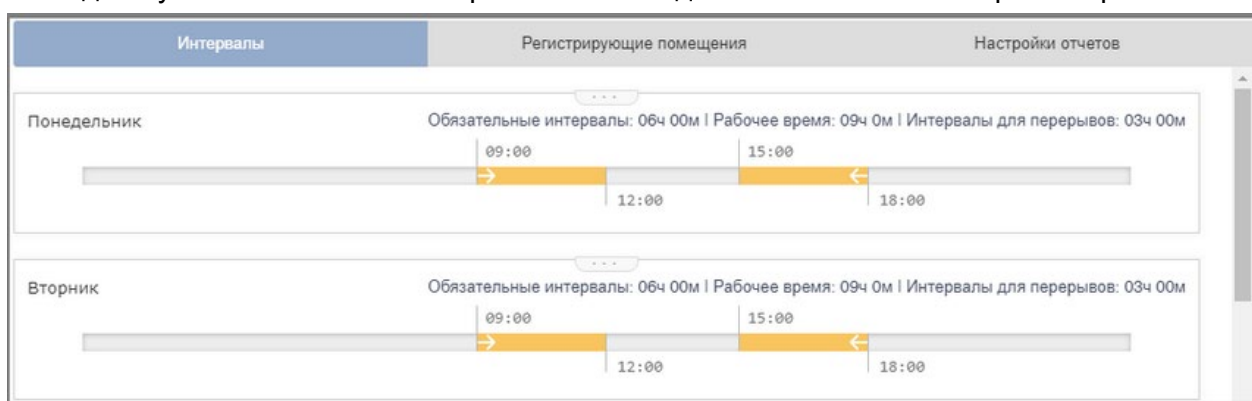 Интервалы Регистрирующие помещения Настройки отчетов
Понедельник Обязательные интервалы: 06ч 00м | Рабочее время: 09ч 0м | Интервалы для перерывов: 03ч 00м
09:00 15:00
12:00 18:00
Вторник Обязательные интервалы: 06ч 00м | Рабочее время: 09ч 0м | Интервалы для перерывов: 03ч 00м
09:00 15:00
12:00 18:00